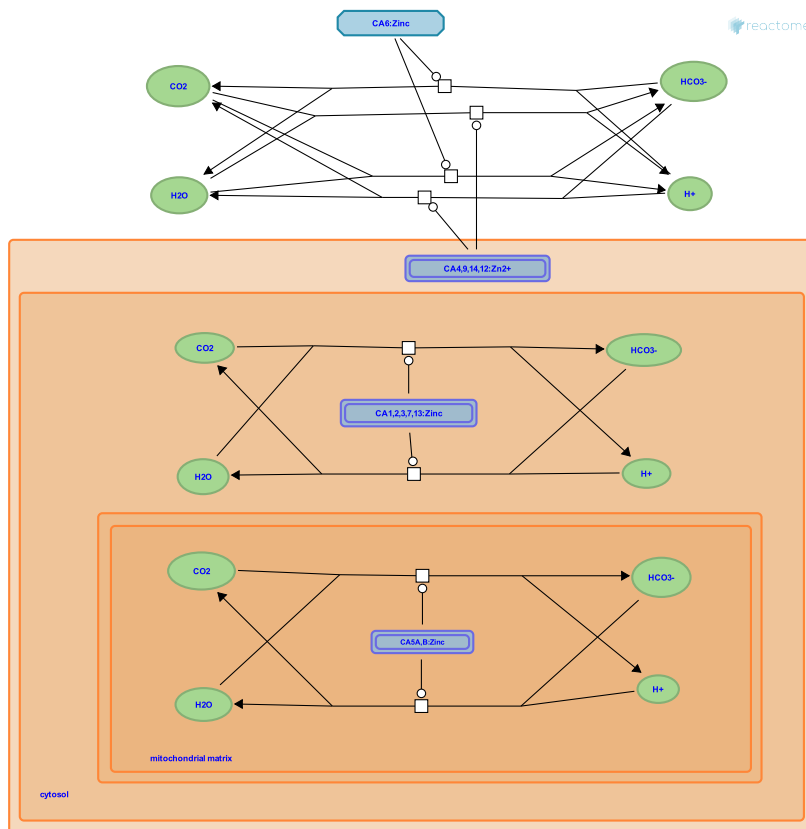 CA6:Zinc
reactome
CO2
HCO3-
H2O
H+
CA4,9,14,12:Zn2+
CO2
HCO3-
CA1,2,3,7,13:Zinc
H2O
H+
CO2
HCO3-
CA5A,B:Zinc
H2O
H+
mitochondrial matrix
cytosol